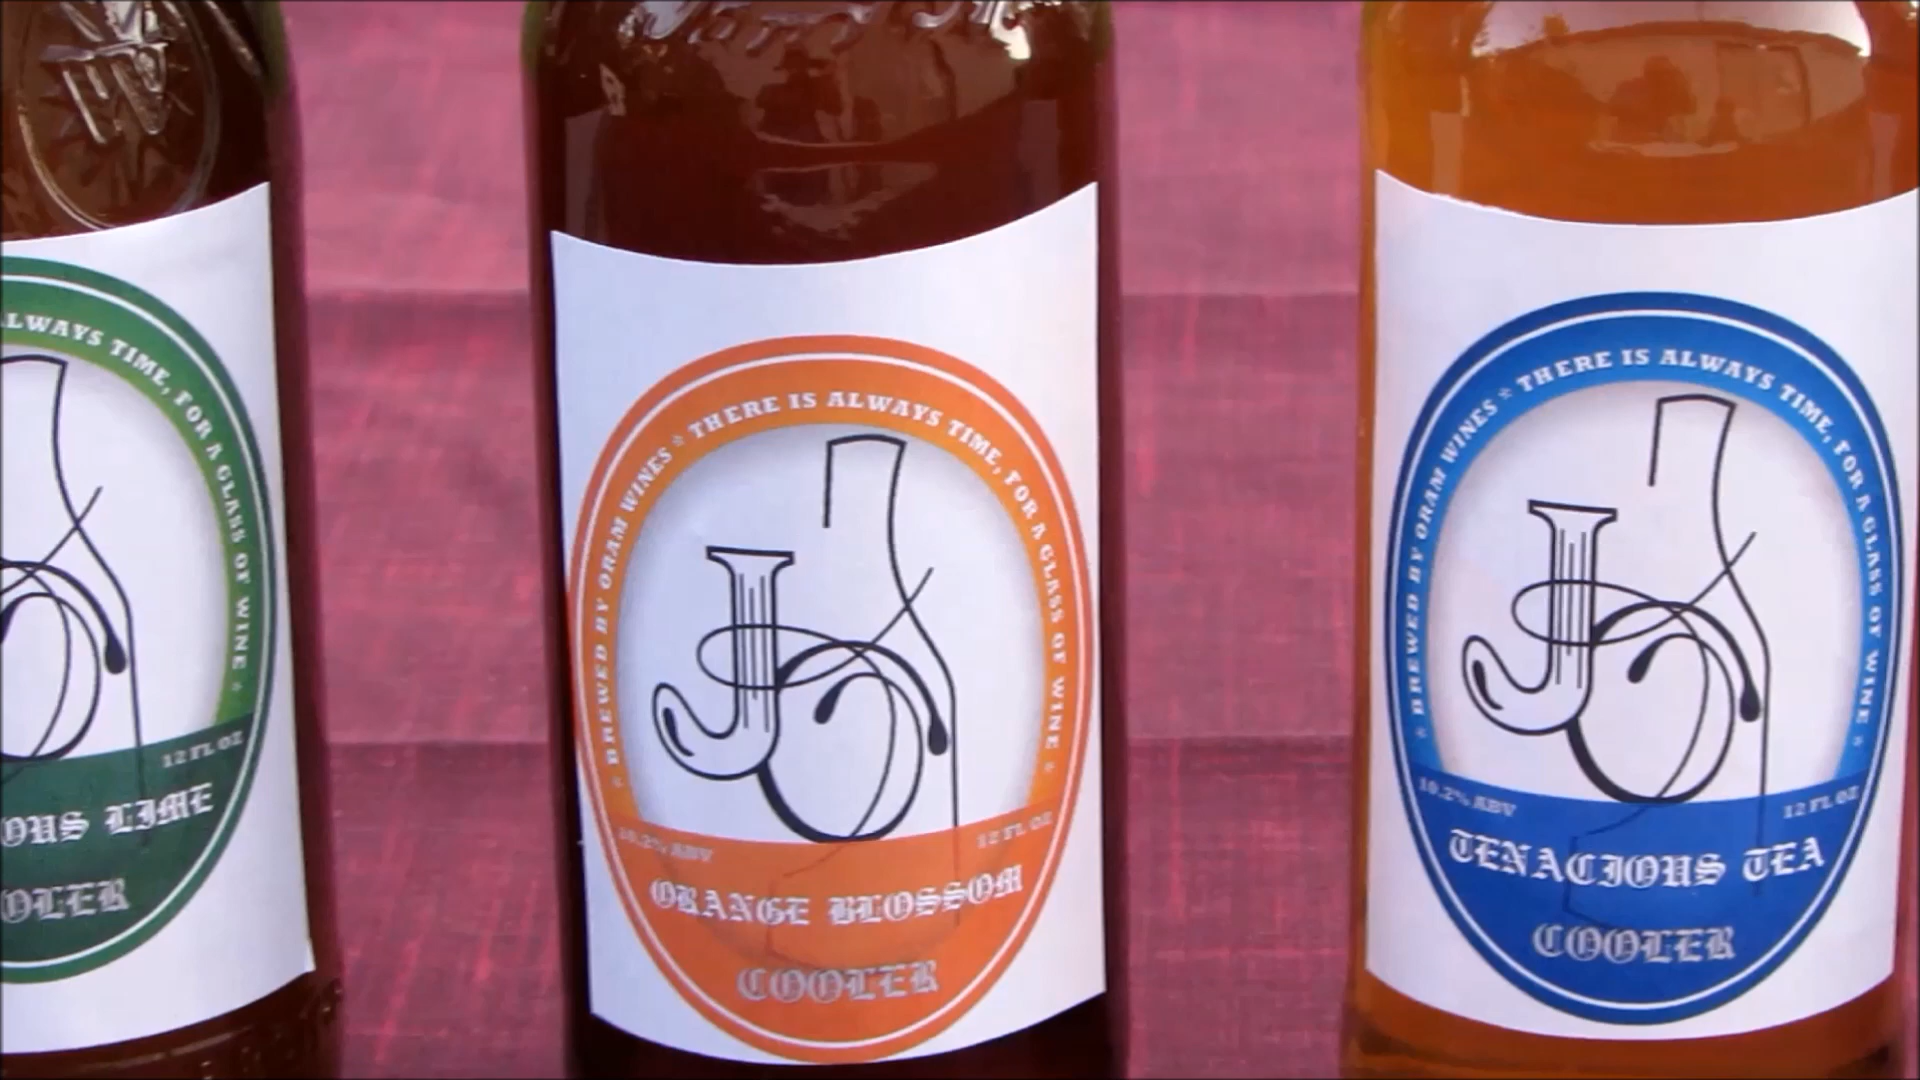 ALWAYS TIME, FOR A GLASS OF WINE *
12 FL OZ
OUS LIME
OLER
* BREWED BY ORAM WINES * THERE IS ALWAYS TIME, FOR A GLASS OF WINE *
10.2% ABV 12 FL OZ
ORANGE BLOSSOM
COOLER
* BREWED BY ORAM WINES * THERE IS ALWAYS TIME, FOR A GLASS OF WINE *
10.2% ABV 12 FL OZ
TENACIOUS TEA
COOLER